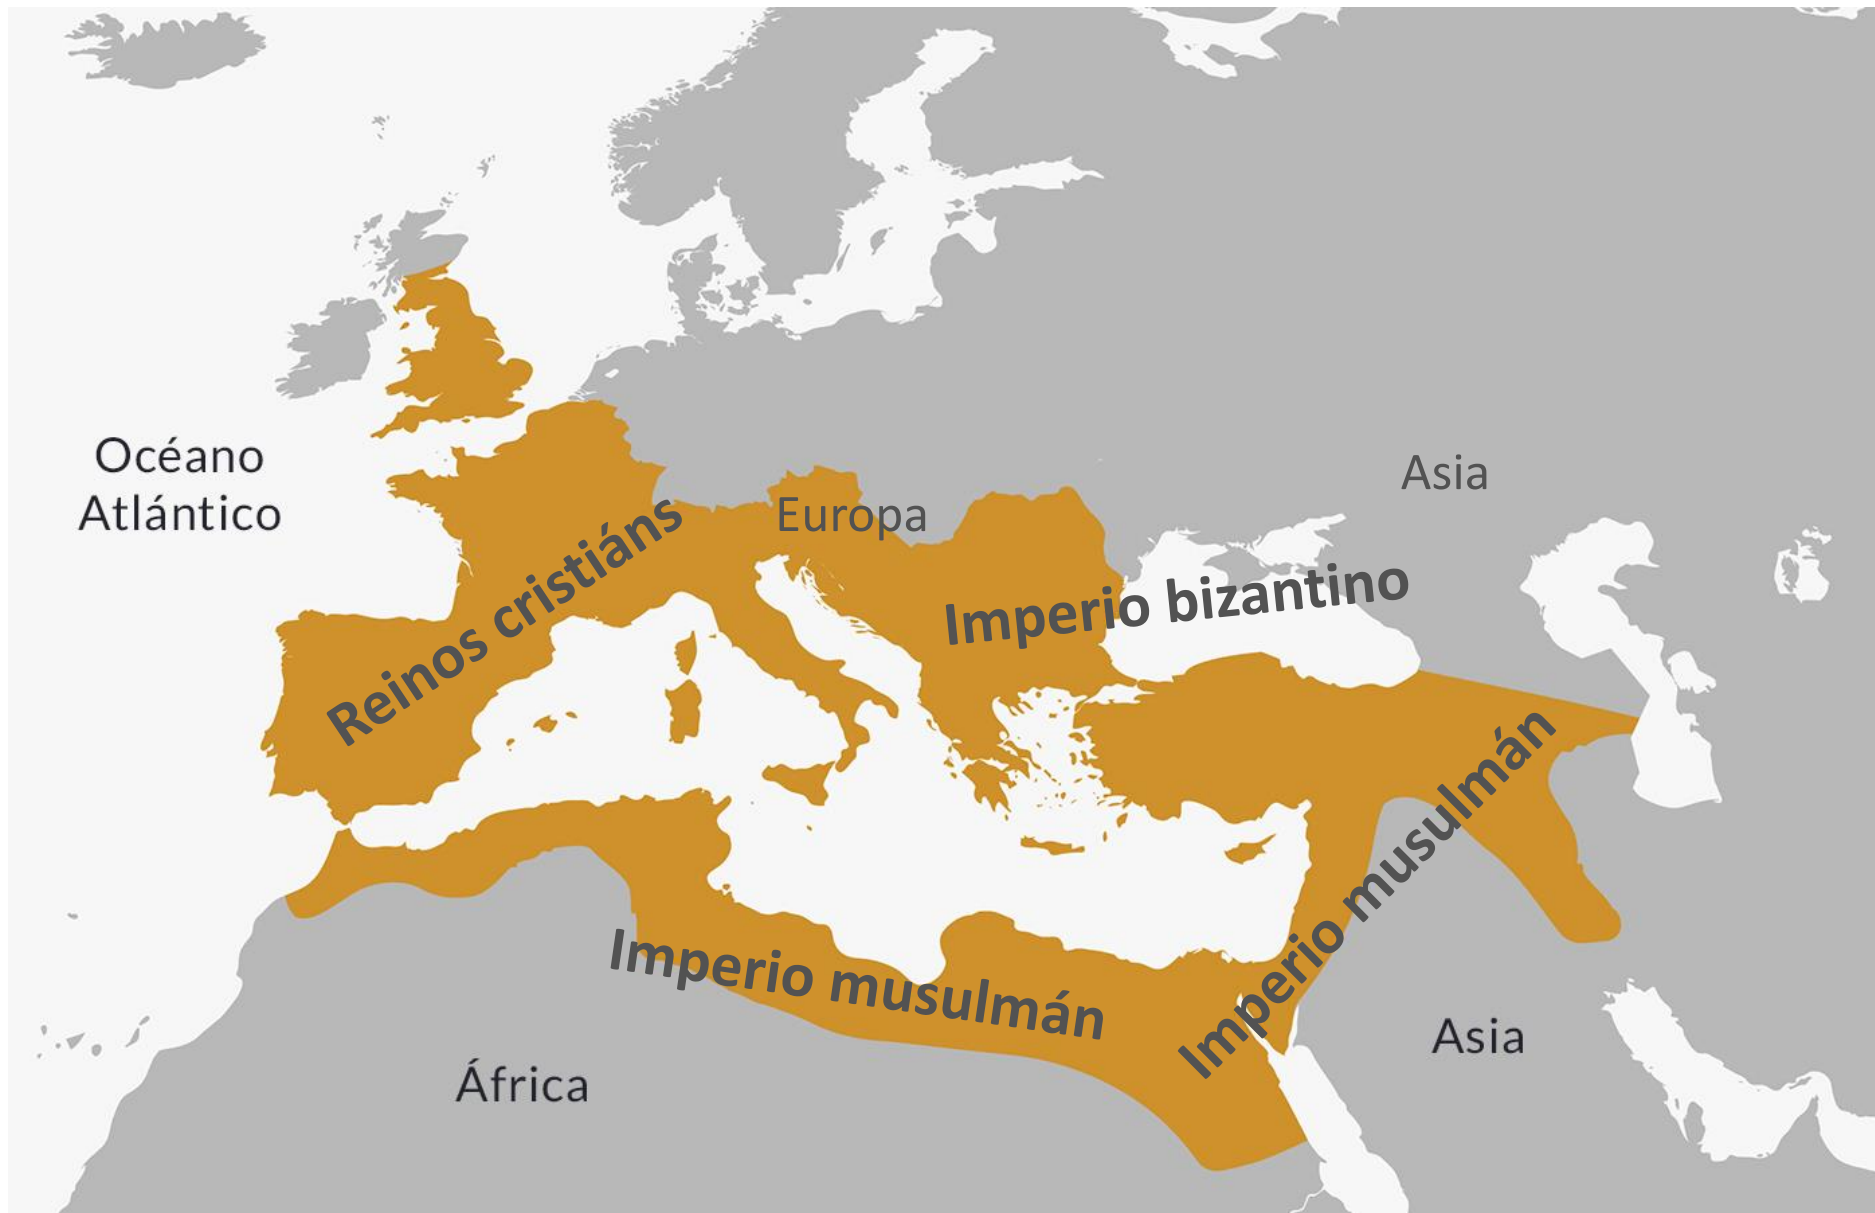 Océano
Atlántico
Asia
Europa
Reinos cristiáns
Imperio bizantino
Imperio musulmán
Imperio musulmán
Asia
África